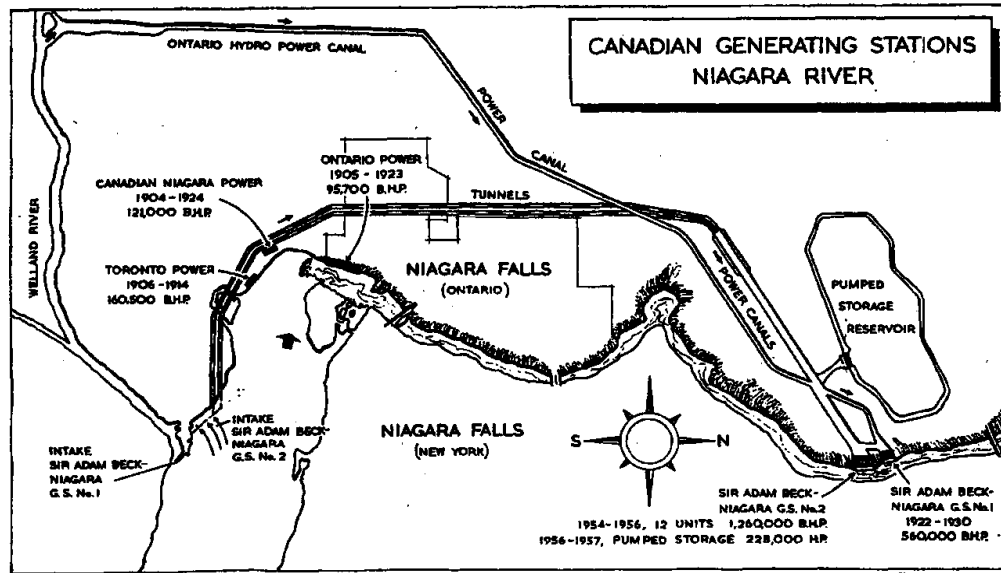 CANADIAN GENERATING STATIONS
NIAGARA RIVER
ONTARIO HYDRO POWER CANAL
POWER
CANAL
ONTARIO POWER
1905 - 1923
95,700 B.H.P.
CANADIAN NIAGARA POWER
1904 - 1924
121,000 B.H.P.
TUNNELS
WELLAND RIVER
TORONTO POWER
1906 - 1914
160,500 B.H.P.
NIAGARA FALLS
(ONTARIO)
POWER CANALS
PUMPED
STORAGE
RESERVOIR
INTAKE
SIR ADAM BECK-
NIAGARA
G.S. No. 2
INTAKE
SIR ADAM BECK-
NIAGARA
G.S. No. 1
NIAGARA FALLS
(NEW YORK)
S
N
SIR ADAM BECK-
NIAGARA G.S. No. 2
1954-1956, 12 UNITS 1,260,000 B.H.P.
1956-1957, PUMPED STORAGE 228,000 H.P.
SIR ADAM BECK-
NIAGARA G.S. No. 1
1922 - 1930
560,000 B.H.P.